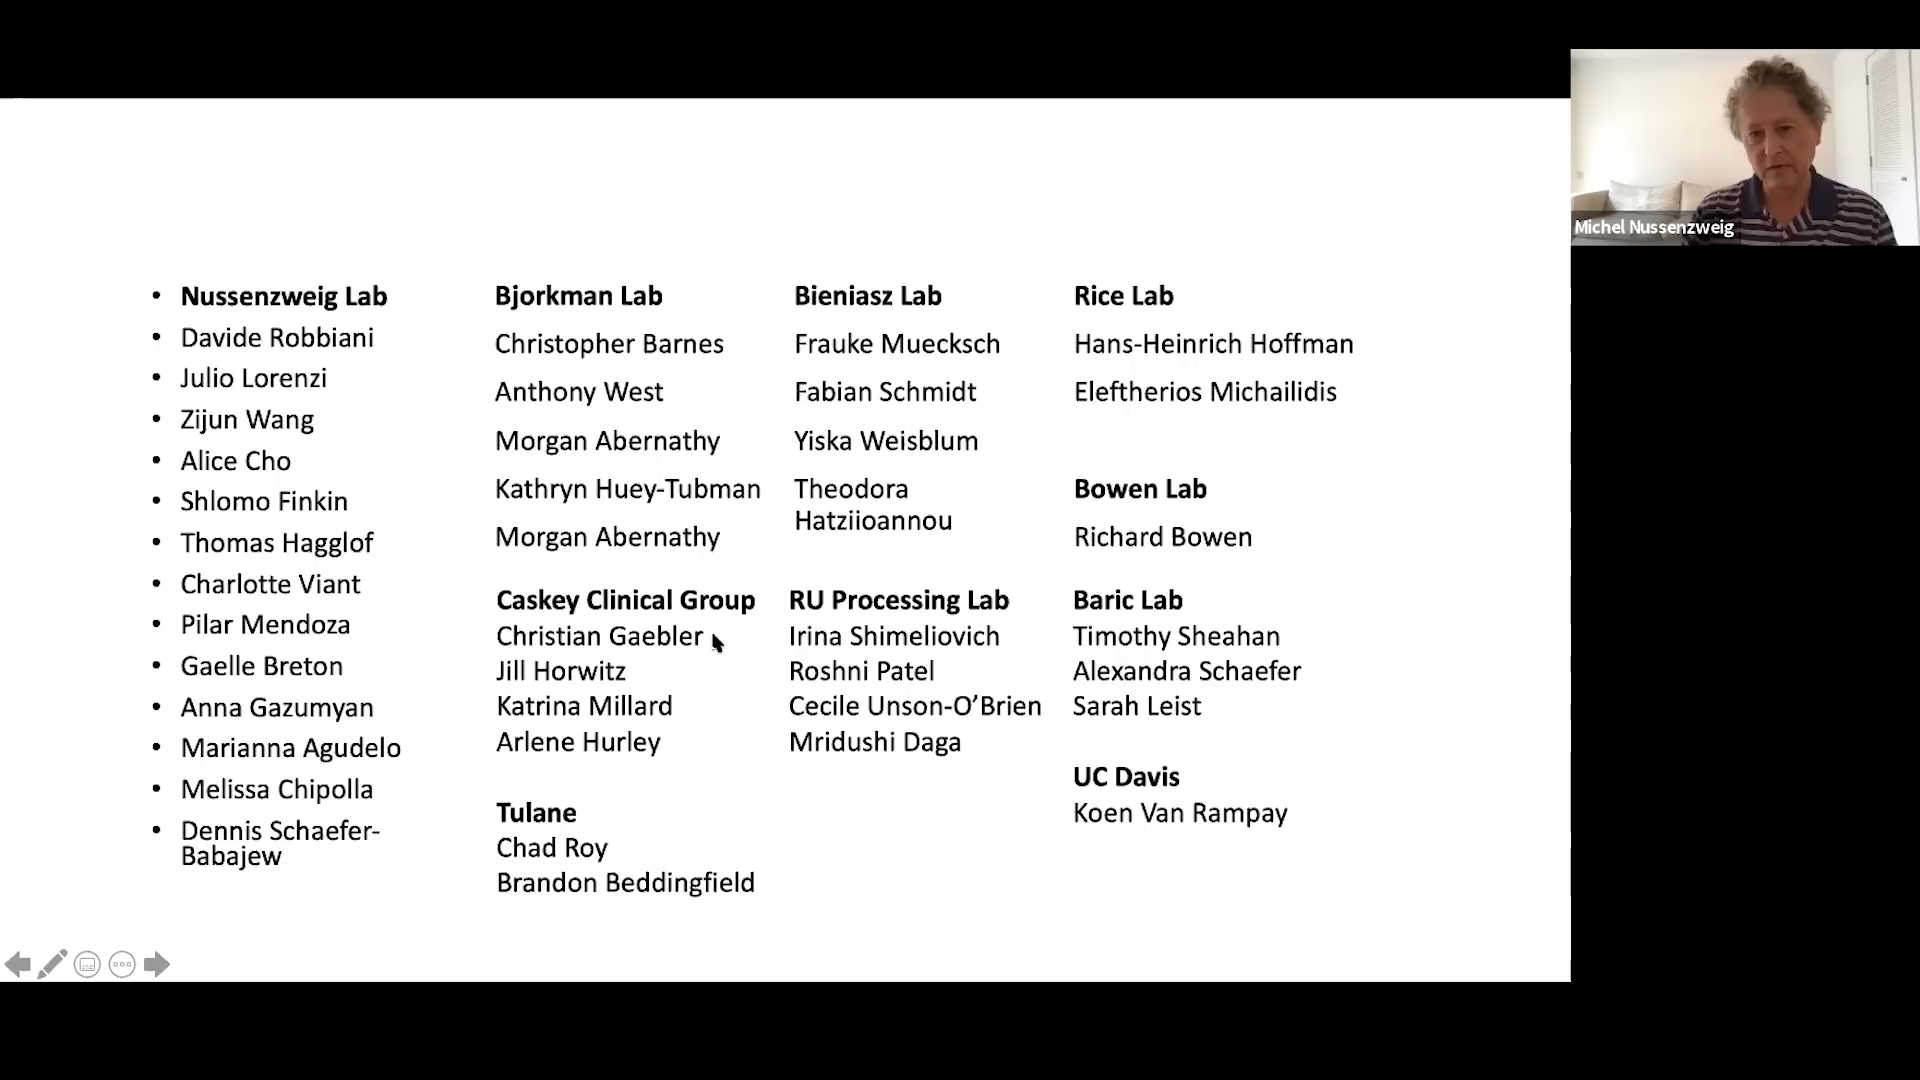 Nussenzweig Lab
Davide Robbiani
Julio Lorenzi
Zijun Wang
Alice Cho
Shlomo Finkin
Thomas Hagglof
Charlotte Viant
Pilar Mendoza
Gaelle Breton
Anna Gazumyan
Marianna Agudelo
Melissa Chipolla
Dennis Schaefer-
Babajew
Bjorkman Lab
Christopher Barnes
Anthony West
Morgan Abernathy
Kathryn Huey-Tubman
Morgan Abernathy
Caskey Clinical Group
Christian Gaebler
Jill Horwitz
Katrina Millard
Arlene Hurley
Tulane
Chad Roy
Brandon Beddingfield
Bieniasz Lab
Frauke Muecksch
Fabian Schmidt
Yiska Weisblum
Theodora
Hatziioannou
RU Processing Lab
Irina Shimeliovich
Roshni Patel
Cecile Unson-O’Brien
Mridushi Daga
Rice Lab
Hans-Heinrich Hoffman
Eleftherios Michailidis
Bowen Lab
Richard Bowen
Baric Lab
Timothy Sheahan
Alexandra Schaefer
Sarah Leist
UC Davis
Koen Van Rampay
Michel Nussenzweig